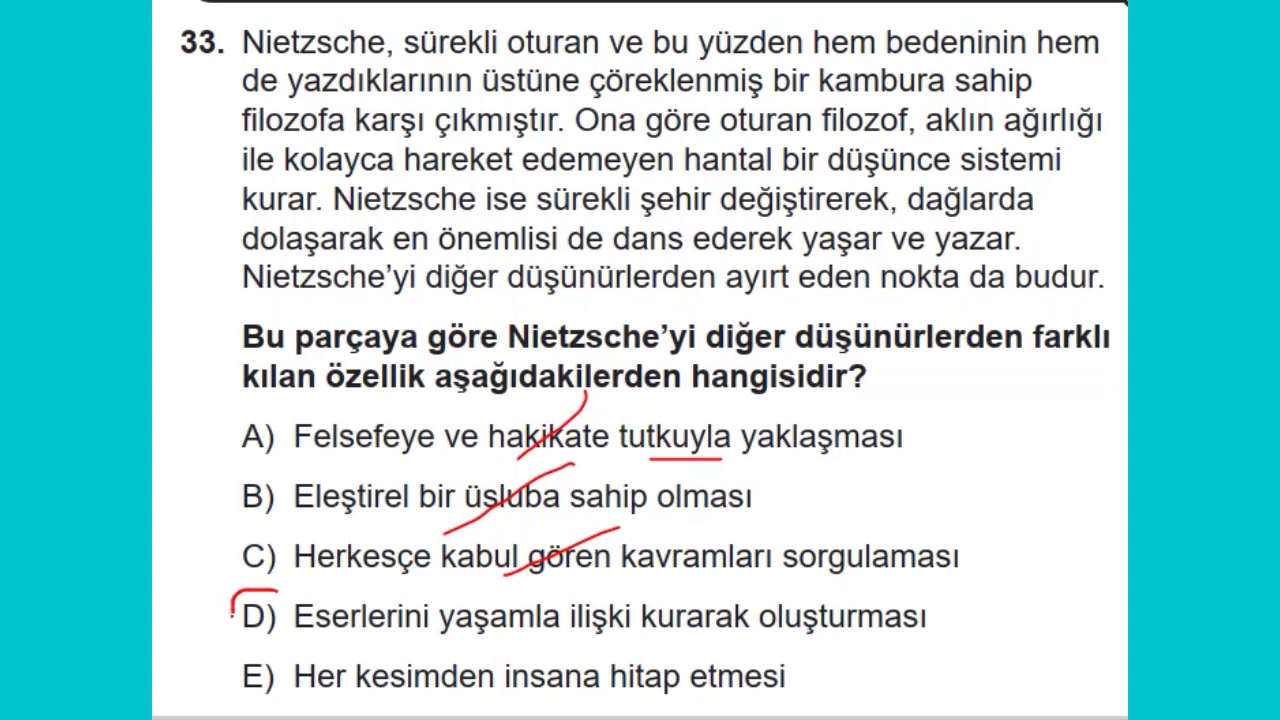 33. Nietzsche, sürekli oturan ve bu yüzden hem bedeninin hem
de yazdıklarının üstüne çöreklenmiş bir kambura sahip
filozofa karşı çıkmıştır. Ona göre oturan filozof, aklın ağırlığı
ile kolayca hareket edemeyen hantal bir düşünce sistemi
kurar. Nietzsche ise sürekli şehir değiştirerek, dağlarda
dolaşarak en önemlisi de dans ederek yaşar ve yazar.
Nietzsche’yi diğer düşünürlerden ayırt eden nokta da budur.
Bu parçaya göre Nietzsche’yi diğer düşünürlerden farklı
kılan özellik aşağıdakilerden hangisidir?
A) Felsefeye ve hakikate tutkuyla yaklaşması
B) Eleştirel bir üsluba sahip olması
C) Herkesçe kabul gören kavramları sorgulaması
D) Eserlerini yaşamla ilişki kurarak oluşturması
E) Her kesimden insana hitap etmesi